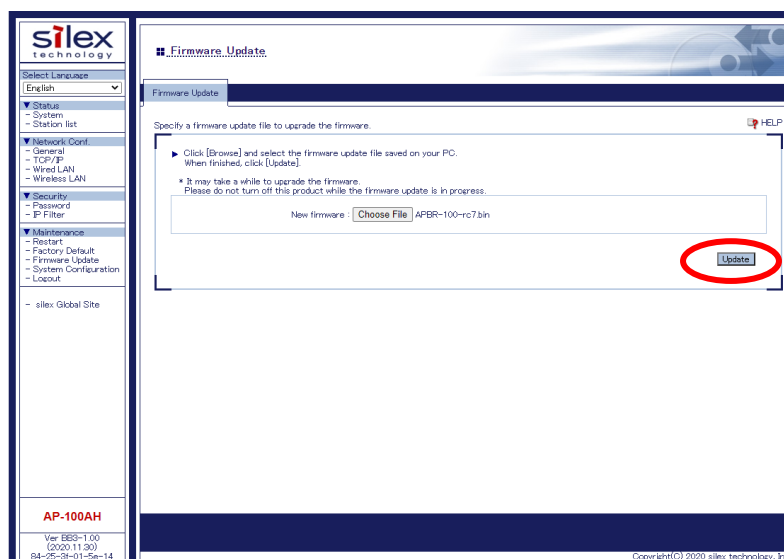 silex
technology
Select Language
English
▼ Status
- System
- Station list
▼ Network Conf.
- General
- TCP/IP
- Wired LAN
- Wireless LAN
▼ Security
- Password
- IP Filter
▼ Maintenance
- Restart
- Factory Default
- Firmware Update
- System Configuration
- Logout
- silex Global Site
AP-100AH
Ver BB3-1.00
(2020.11.30)
84-25-3f-01-5e-14
Firmware Update
Firmware Update
Specify a firmware update file to upgrade the firmware.
HELP
Click [Browse] and select the firmware update file saved on your PC.
When finished, click [Update].
* It may take a while to upgrade the firmware.
Please do not turn off this product while the firmware update is in progress.
New firmware : Choose File APBR-100-rc7.bin
Update
Copyright(C) 2020 silex technology,